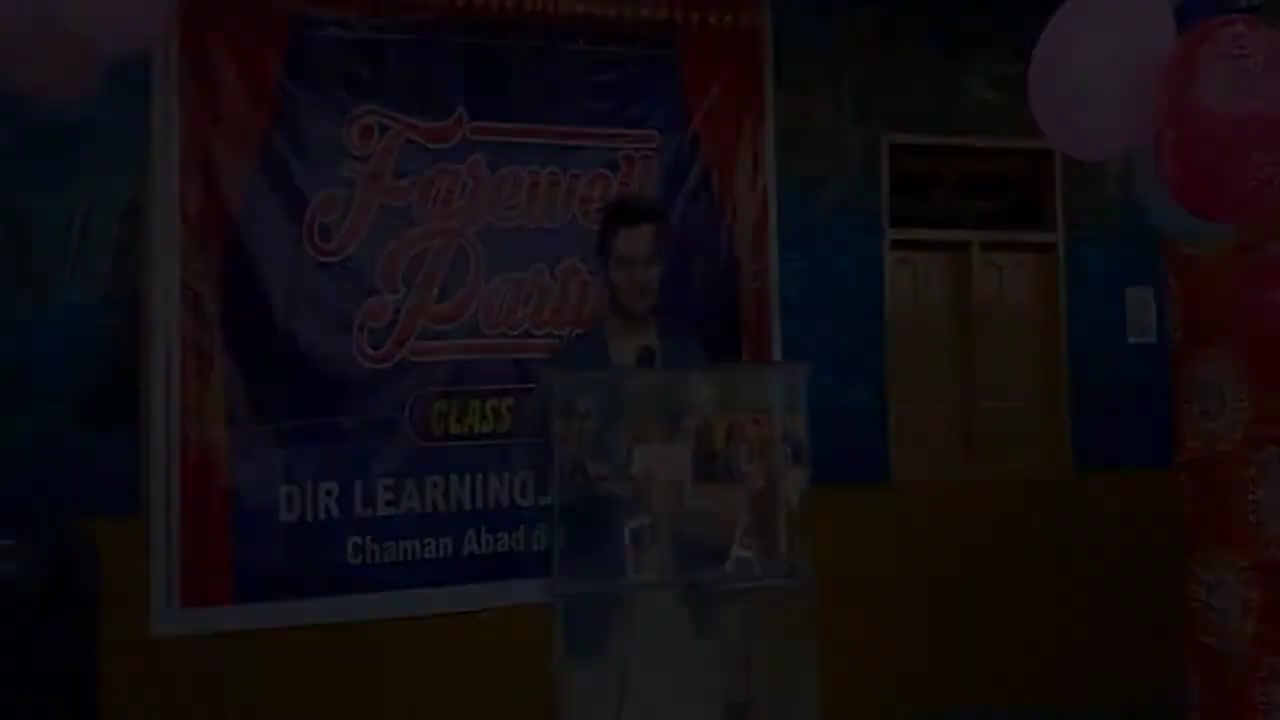 Farewell
Party
CLASS
DIR LEARNING
Chaman Abad